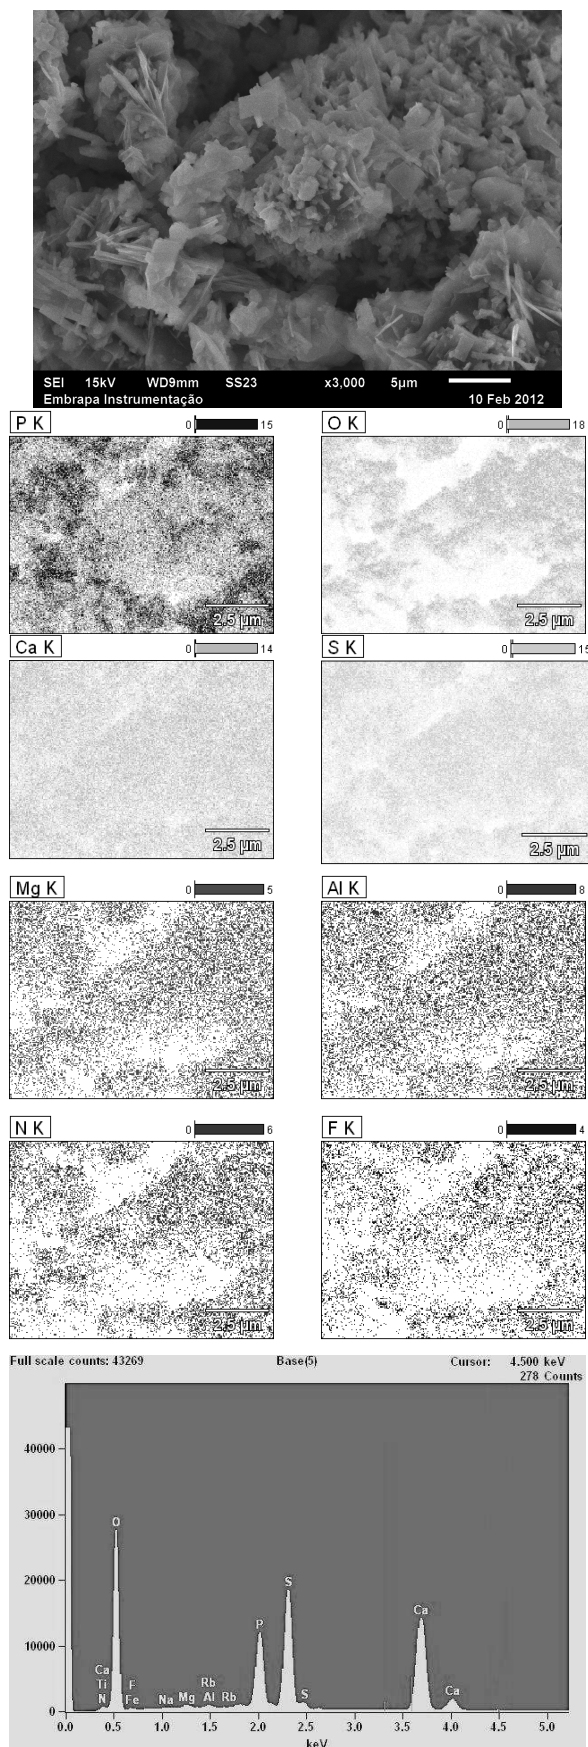 SEI 15kV WD9mm SS23 x3,000 5µm
Embrapa Instrumentação 10 Feb 2012
P K 0 15
O K 0 18
2.5 µm
2.5 µm
Ca K 0 14
S K 0 15
2.5 µm
2.5 µm
Mg K 0 5
Al K 0 8
2.5 µm
2.5 µm
N K 0 6
F K 0 4
2.5 µm
2.5 µm
Full scale counts: 43269 Base(5) Cursor: 4.500 keV
278 Counts
40000
30000
O
20000
S
P
Ca
10000
Ca
Ti
N
F
Fe
Na
Mg
Rb
Al
Rb
S
Ca
0
0.0 0.5 1.0 1.5 2.0 2.5 3.0 3.5 4.0 4.5 5.0
keV